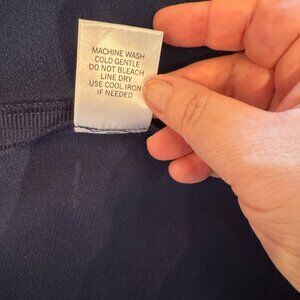 MACHINE WASH
COLD GENTLE
DO NOT BLEACH
LINE DRY
USE COOL IRON
IF NEEDED